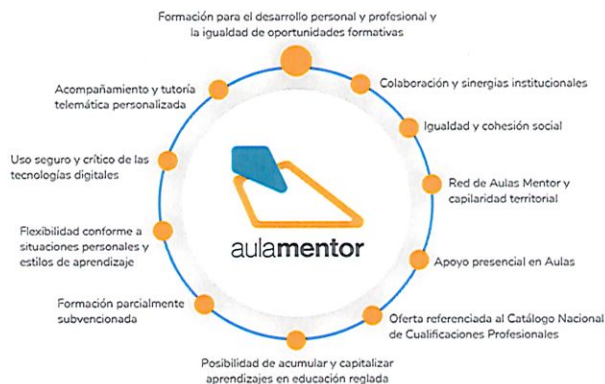 Formación para el desarrollo personal y profesional y
la igualdad de oportunidades formativas
Colaboración y sinergias institucionales
Igualdad y cohesión social
Red de Aulas Mentor y
capilaridad territorial
Apoyo presencial en Aulas
Oferta referenciada al Catálogo Nacional
de Cualificaciones Profesionales
Posibilidad de acumular y capitalizar
aprendizajes en educación reglada
Formación parcialmente
subvencionada
Flexibilidad conforme a
situaciones personales y
estilos de aprendizaje
Uso seguro y crítico de las
tecnologías digitales
Acompañamiento y tutoría
telemática personalizada
aulamentor